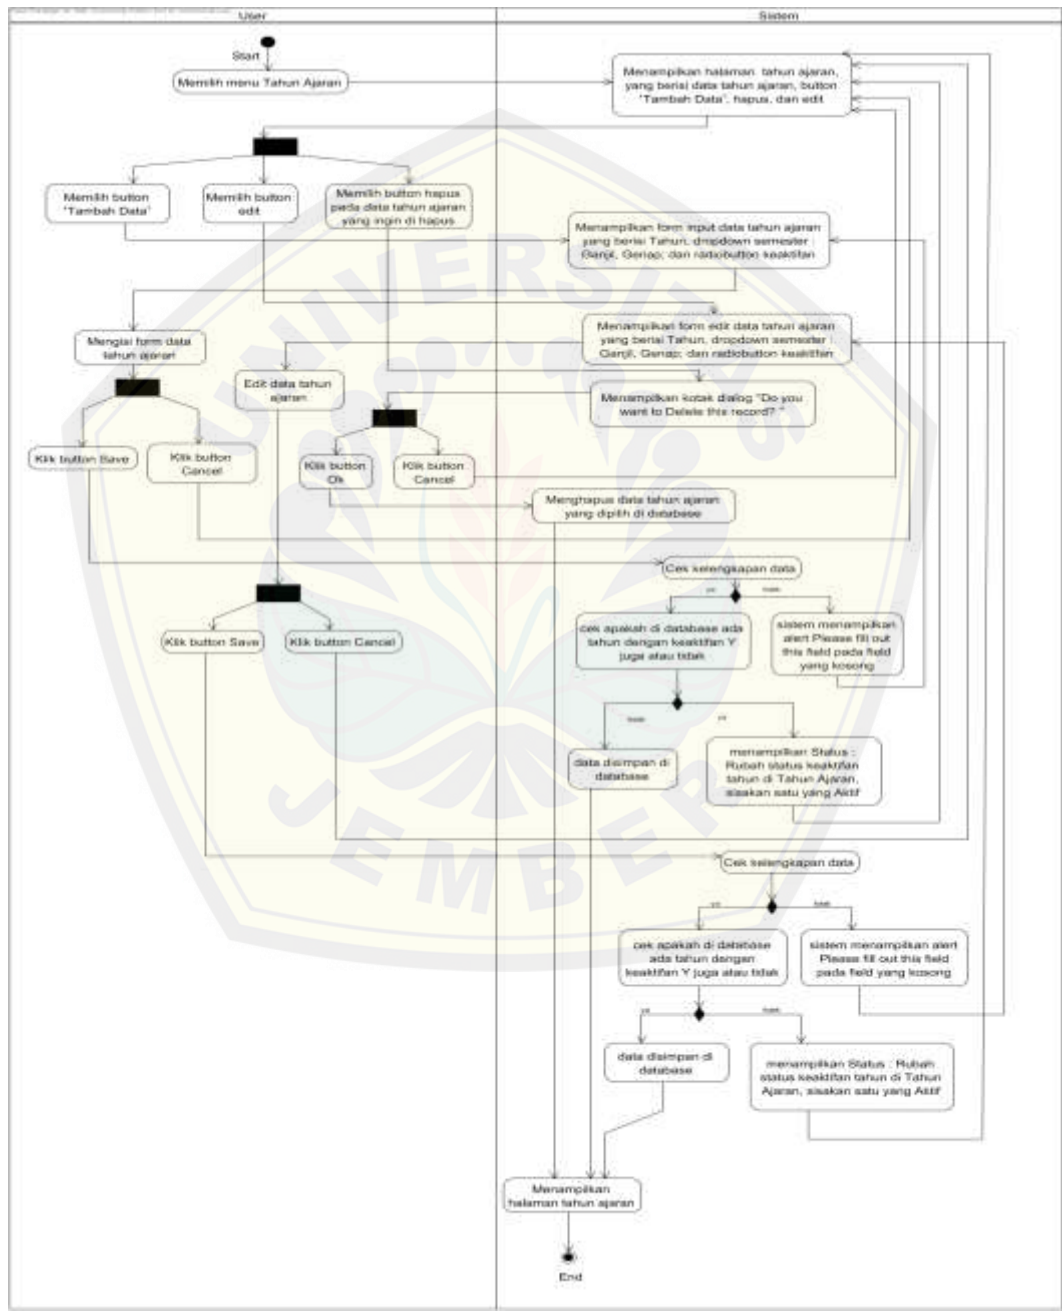 User
Sistem
Start
Memilih menu Tahun Ajaran
Menampilkan halaman tahun ajaran,
yang berisi data tahun ajaran, button
"Tambah Data", hapus, dan edit
Memilih button
"Tambah Data"
Memilih button
edit
Memilih button hapus
pada data tahun ajaran
yang ingin di hapus
Menampilkan form input data tahun ajaran
yang berisi Tahun, dropdown semester :
Ganjil, Genap; dan radiobutton keaktifan
Menampilkan form edit data tahun ajaran
yang berisi Tahun, dropdown semester :
Ganjil, Genap; dan radiobutton keaktifan
Mengisi form data
tahun ajaran
Edit data tahun
ajaran
Menampilkan kotak dialog "Do you
want to Delete this record? "
Klik button Save
Klik button
Cancel
Klik button
Ok
Klik button
Cancel
Menghapus data tahun ajaran
yang dipilih di database
Cek kelengkapan data
ya
tidak
Klik button Save
Klik button Cancel
cek apakah di database ada
tahun dengan keaktifan Y
juga atau tidak
sistem menampilkan
alert Please fill out
this field pada field
yang kosong
tidak
ya
data disimpan di
database
menampilkan Status :
Rubah status keaktifan
tahun di Tahun Ajaran,
sisakan satu yang Aktif
Cek kelengkapan data
ya
tidak
cek apakah di database
ada tahun dengan
keaktifan Y juga atau tidak
sistem menampilkan alert
Please fill out this field
pada field yang kosong
ya
tidak
data disimpan di
database
menampilkan Status : Rubah
status keaktifan tahun di Tahun
Ajaran, sisakan satu yang Aktif
Menampilkan
halaman tahun ajaran
End
UNIVERSITAS
JEMBER